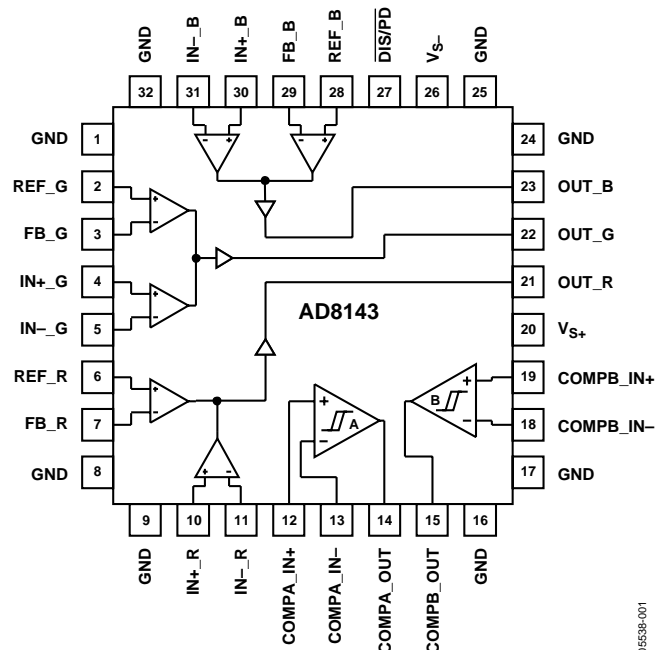 GND
IN–_B
IN+_B
FB_B
REF_B
DIS/PD
VS–
GND
32 31 30 29 28 27 26 25
– + – +
GND 1
REF_G 2 +
FB_G 3 –
IN+_G 4 +
IN–_G 5 –
REF_R 6 +
FB_R 7 –
GND 8
24 GND
23 OUT_B
22 OUT_G
21 OUT_R
AD8143
20 VS+
+ 19 COMPB_IN+
B
– 18 COMPB_IN–
17 GND
+
A
–
+ –
9 10 11 12 13 14 15 16
GND
IN+_R
IN–_R
COMPA_IN+
COMPA_IN–
COMPA_OUT
COMPB_OUT
GND
05538-001